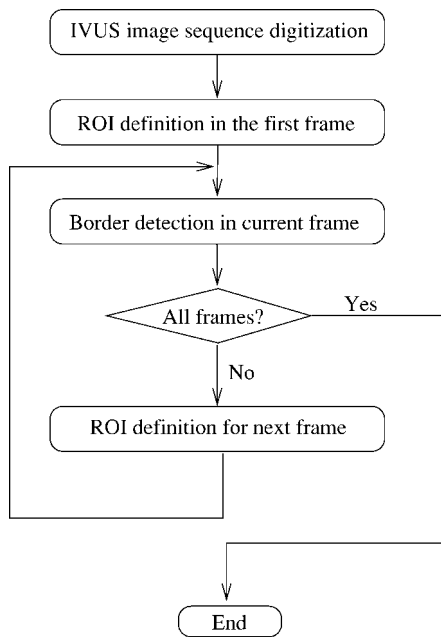 IVUS image sequence digitization
ROI definition in the first frame
Border detection in current frame
All frames?
Yes
No
ROI definition for next frame
End